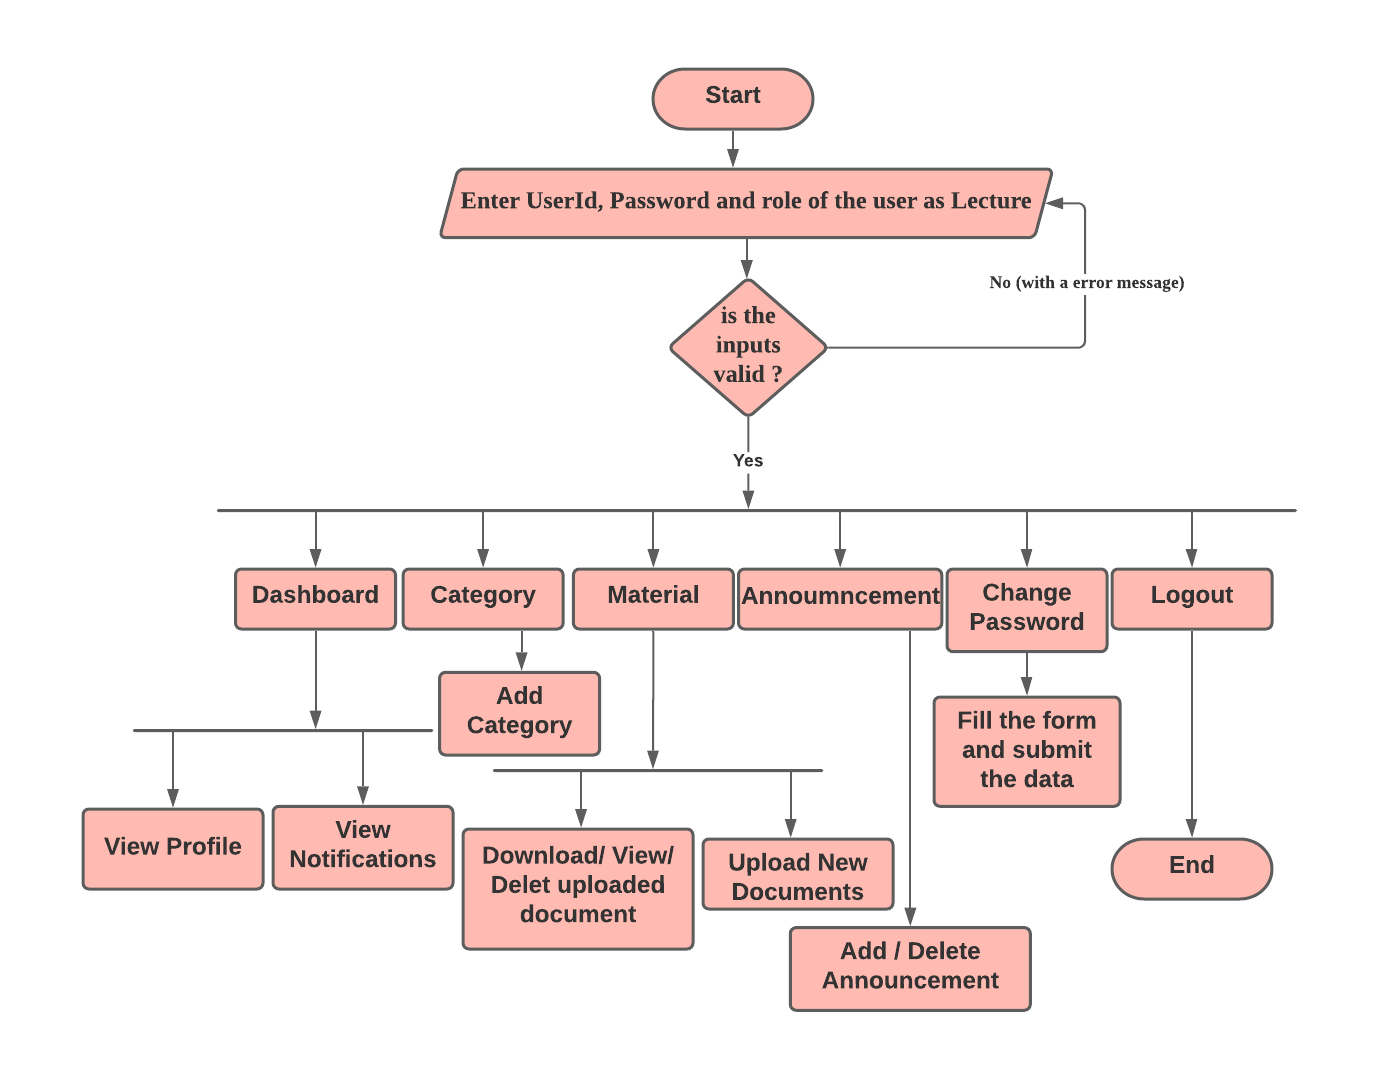 Start
Enter UserId, Password and role of the user as Lecture
No (with a error message)
is the
inputs
valid ?
Yes
Dashboard
Category
Material
Annoumncement
Change
Password
Logout
Add
Category
Fill the form
and submit
the data
View Profile
View
Notifications
Download/ View/
Delet uploaded
document
Upload New
Documents
End
Add / Delete
Announcement